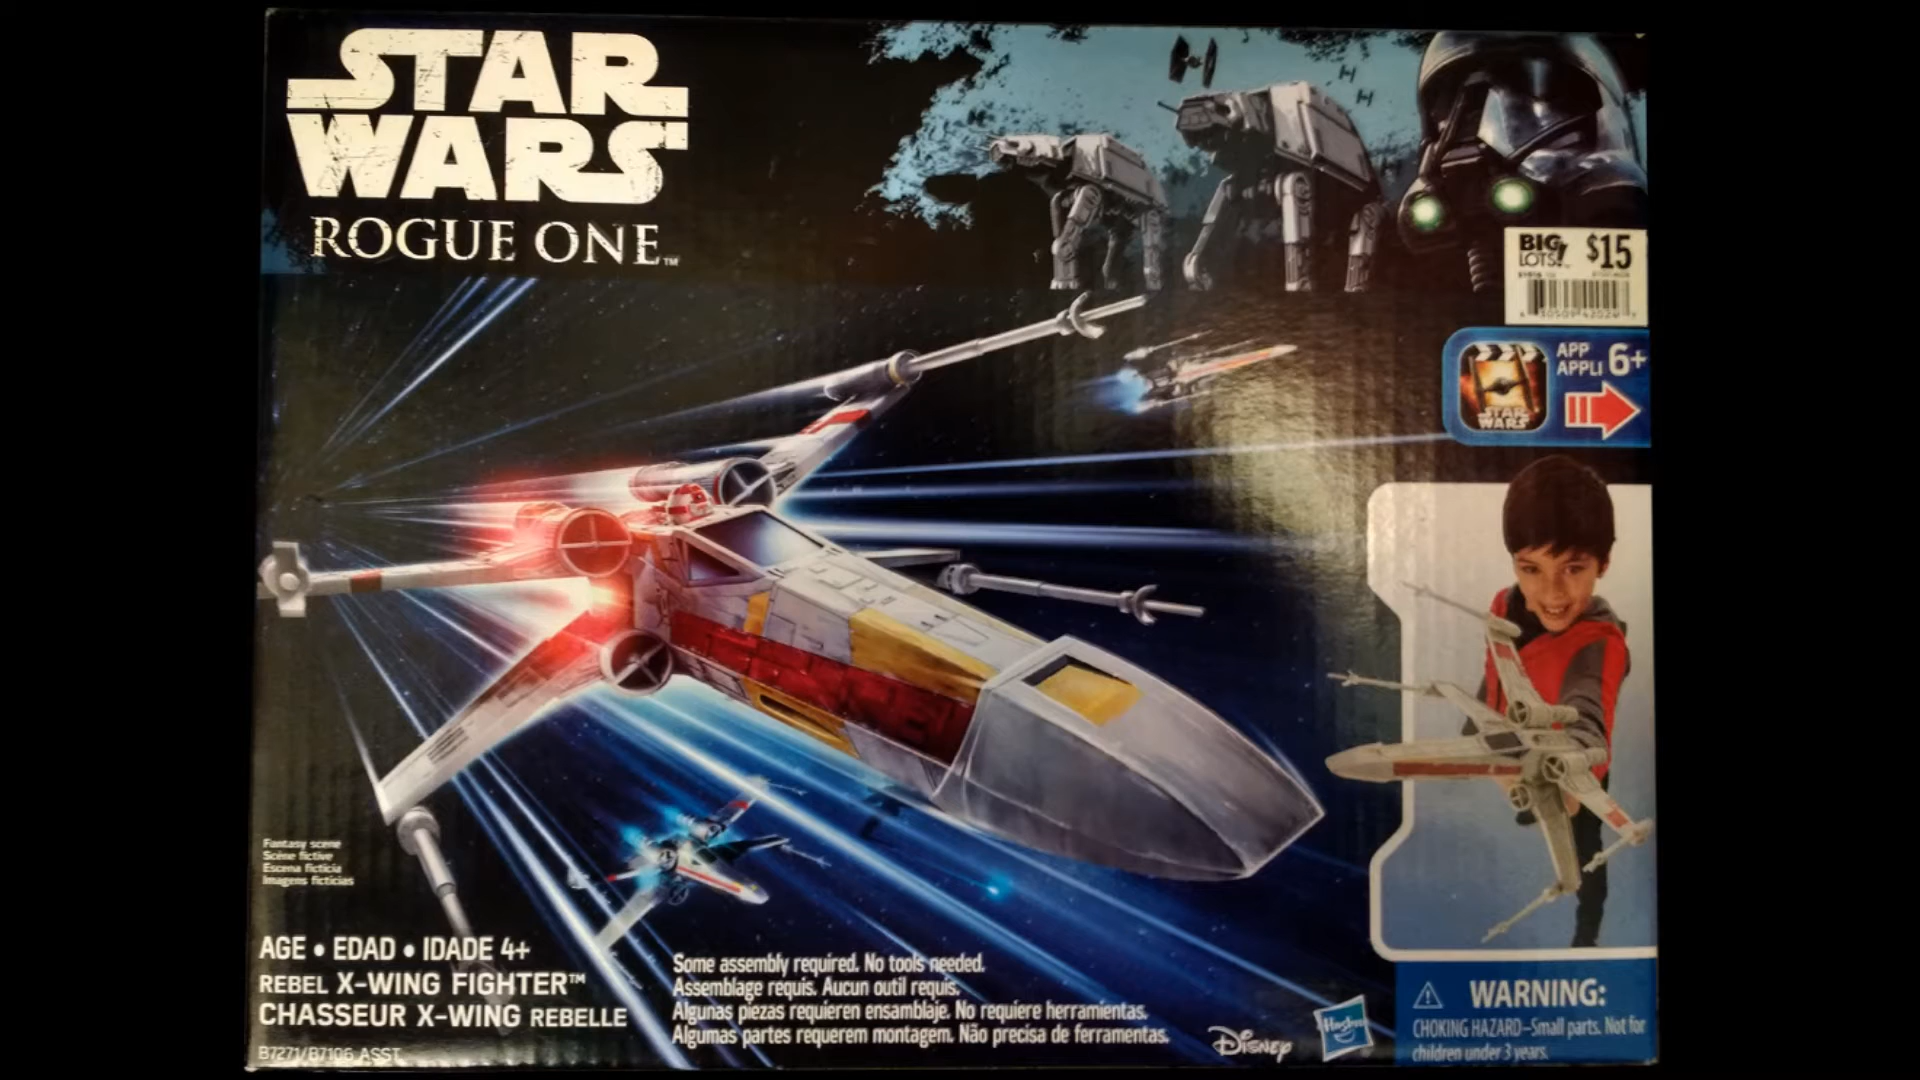 STAR
WARS
ROGUE ONE™
BIG LOTS! $15
APP
APPLI
6+
STAR
WARS
Fantasy scene
Scène fictive
Escena ficticia
Imagens fictícias
AGE • EDAD • IDADE 4+
REBEL X-WING FIGHTER™
CHASSEUR X-WING REBELLE
B7271/B7106 ASST.
Some assembly required. No tools needed.
Assemblage requis. Aucun outil requis.
Algunas piezas requieren ensamblaje. No requiere herramientas.
Algumas partes requerem montagem. Não precisa de ferramentas.
Disney
Hasbro
WARNING:
CHOKING HAZARD–Small parts. Not for
children under 3 years.